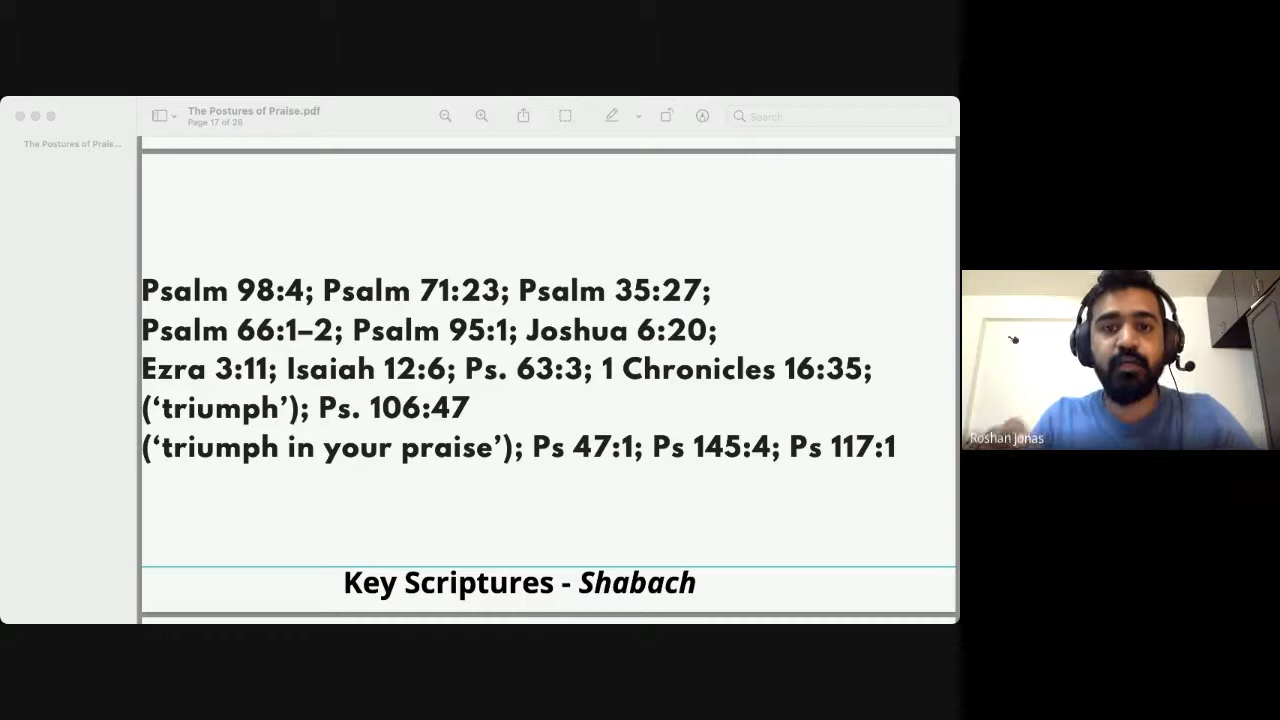 The Postures of Praise.pdf
Page 17 of 28
Search
The Postures of Prais...
Psalm 98:4; Psalm 71:23; Psalm 35:27;
Psalm 66:1–2; Psalm 95:1; Joshua 6:20;
Ezra 3:11; Isaiah 12:6; Ps. 63:3; 1 Chronicles 16:35;
(‘triumph’); Ps. 106:47
(‘triumph in your praise’); Ps 47:1; Ps 145:4; Ps 117:1
Key Scriptures - Shabach
Roshan Jonas